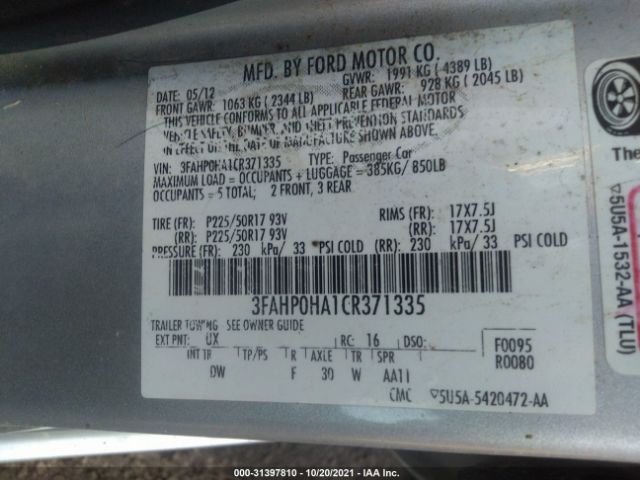 MFD. BY FORD MOTOR CO.
DATE: 05/12 GVWR: 1991 KG ( 4389 LB)
FRONT GAWR: 1063 KG ( 2344 LB) REAR GAWR: 928 KG ( 2045 LB)
THIS VEHICLE CONFORMS TO ALL APPLICABLE FEDERAL MOTOR
VEHICLE SAFETY, BUMPER, AND THEFT PREVENTION STANDARDS
IN EFFECT ON THE DATE OF MANUFACTURE SHOWN ABOVE.
VIN: 3FAHP0HA1CR371335 TYPE: Passenger Car
MAXIMUM LOAD = OCCUPANTS + LUGGAGE = 385KG/ 850LB
OCCUPANTS = 5 TOTAL; 2 FRONT, 3 REAR
TIRE (FR): P225/50R17 93V RIMS (FR): 17X7.5J
(RR): P225/50R17 93V (RR): 17X7.5J
PRESSURE (FR): 230 kPa/ 33 PSI COLD (RR): 230 kPa/ 33 PSI COLD
3FAHP0HA1CR371335
TRAILER TOWING SEE OWNER GUIDE
EXT PNT: UX RC: 16 DSO: F0095
INT TR TP/PS R AXLE TR SPR R0080
DW F 30 W AA11
CMC 5U5A-5420472-AA
The
5U5A-1532-AA (TLU)
000-31397810 - 10/20/2021 - IAA Inc.